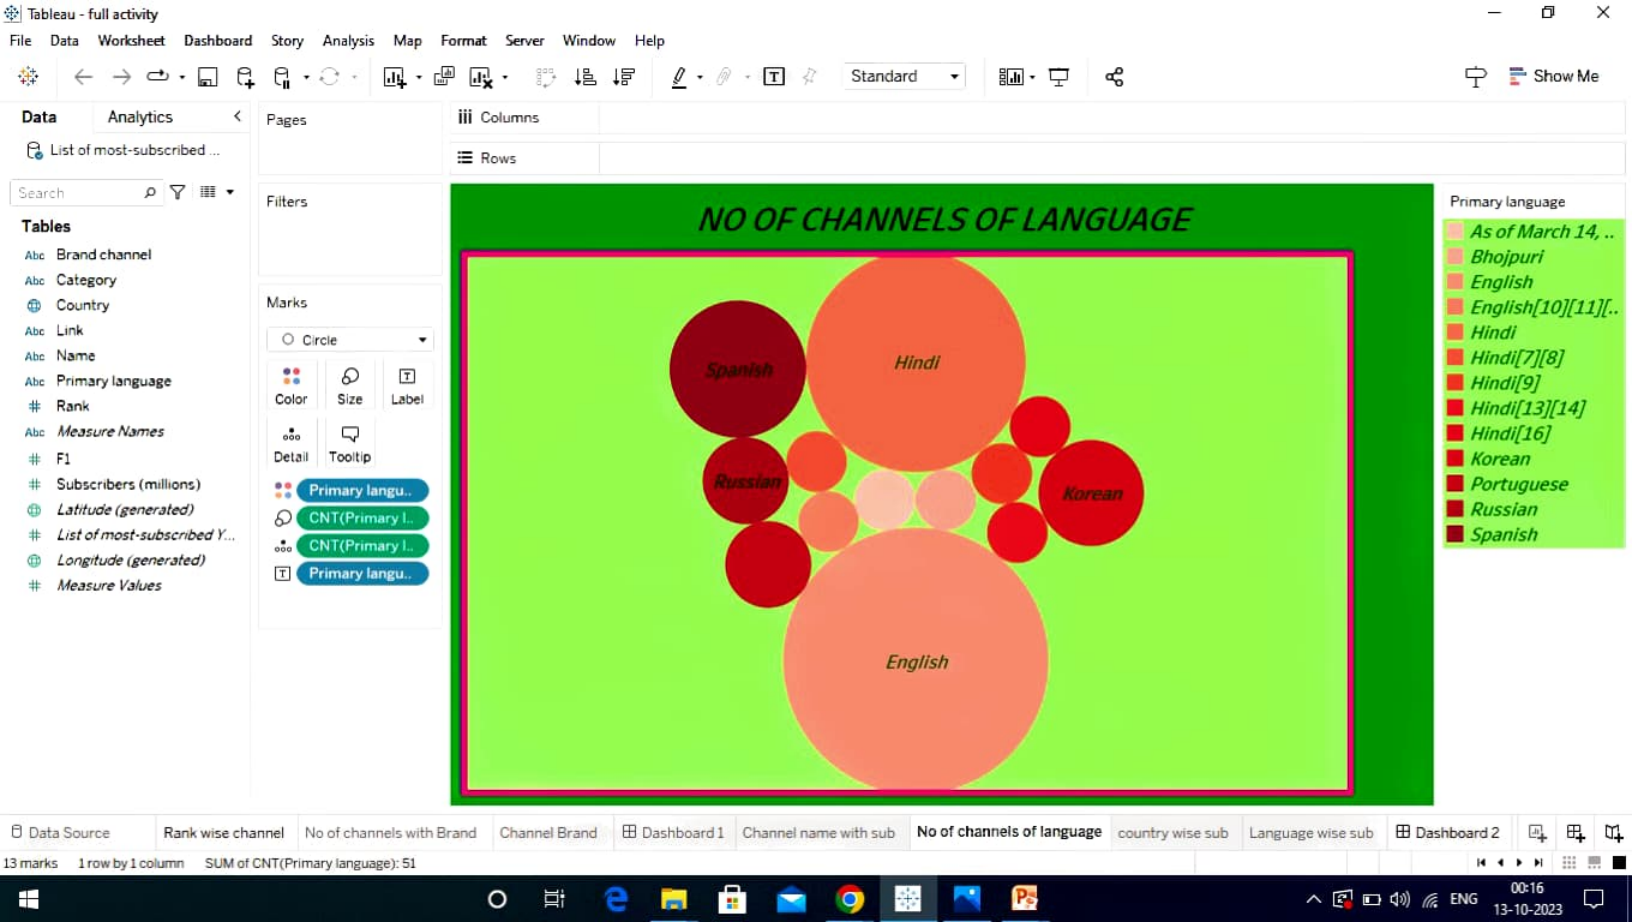 Tableau - full activity
File Data Worksheet Dashboard Story Analysis Map Format Server Window Help
Standard
Show Me
Data Analytics
List of most-subscribed ...
Search
Tables
Abc Brand channel
Abc Category
Country
Abc Link
Abc Name
Abc Primary language
# Rank
Abc Measure Names
# F1
# Subscribers (millions)
Latitude (generated)
# List of most-subscribed Y...
Longitude (generated)
# Measure Values
Pages
Filters
Marks
Circle
Color Size Label
Detail Tooltip
Primary langu..
CNT(Primary l..
CNT(Primary l..
Primary langu..
Columns
Rows
NO OF CHANNELS OF LANGUAGE
Hindi
Spanish
Russian
Korean
English
Primary language
As of March 14, ..
Bhojpuri
English
English[10][11][..
Hindi
Hindi[7][8]
Hindi[9]
Hindi[13][14]
Hindi[16]
Korean
Portuguese
Russian
Spanish
Data Source Rank wise channel No of channels with Brand Channel Brand Dashboard 1 Channel name with sub No of channels of language country wise sub Language wise sub Dashboard 2
13 marks 1 row by 1 column SUM of CNT(Primary language): 51
ENG 00:16
13-10-2023